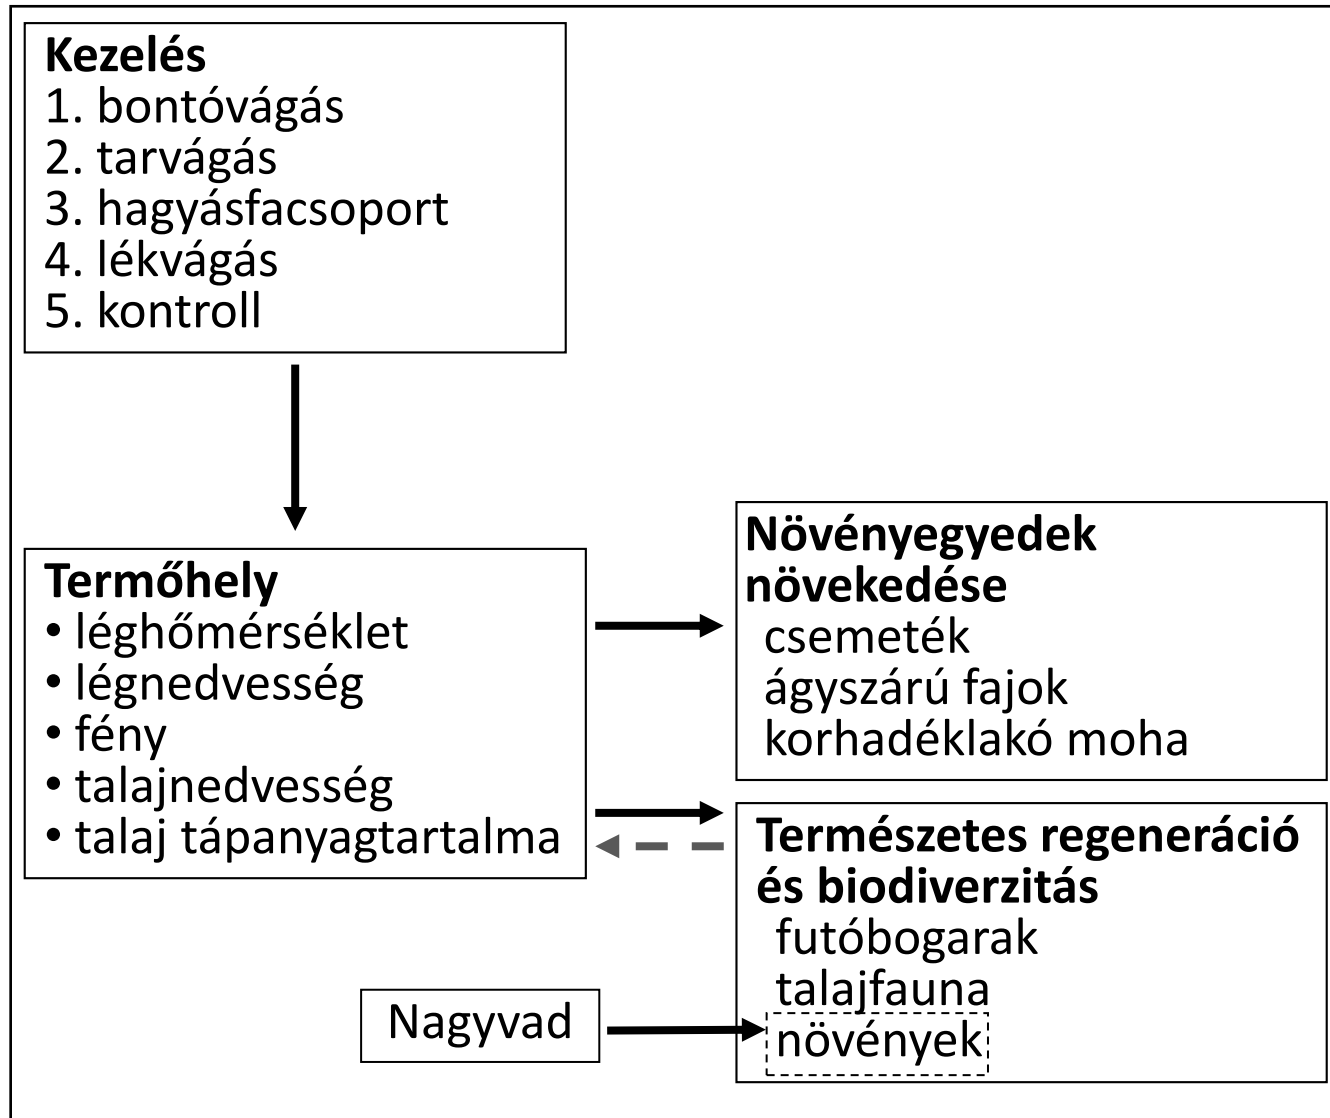 Kezelés
1. bontóvágás
2. tarvágás
3. hagyásfacsoport
4. lékvágás
5. kontroll
Termőhely
• léghőmérséklet
• légnedvesség
• fény
• talajnedvesség
• talaj tápanyagtartalma
Növényegyedek
növekedése
csemeték
ágyszárú fajok
korhadéklakó moha
Természetes regeneráció
és biodiverzitás
futóbogarak
talajfauna
növények
Nagyvad